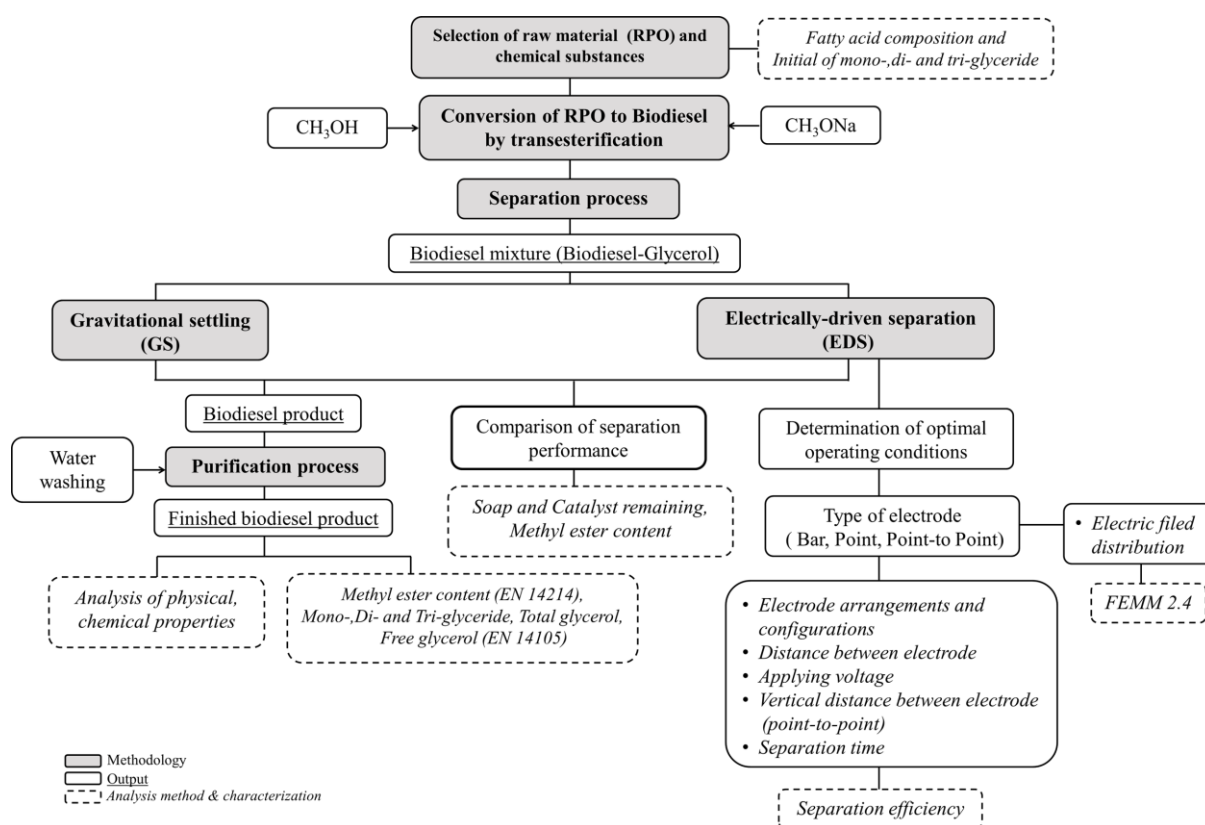 Selection of raw material  (RPO) and
chemical substances
Fatty acid composition and
Initial of mono-,di- and tri-glyceride
CH₃OH
Conversion of RPO to Biodiesel
by transesterification
CH₃ONa
Separation process
Biodiesel mixture (Biodiesel-Glycerol)
Gravitational settling
(GS)
Electrically-driven separation
(EDS)
Biodiesel product
Water
washing
Purification process
Finished biodiesel product
Analysis of physical,
chemical properties
Methyl ester content (EN 14214),
Mono-,Di- and Tri-glyceride, Total glycerol,
Free glycerol (EN 14105)
Comparison of separation
performance
Soap and Catalyst remaining,
Methyl ester content
Determination of optimal
operating conditions
Type of electrode
( Bar, Point, Point-to Point)
• Electric filed
distribution
FEMM 2.4
• Electrode arrangements and
configurations
• Distance between electrode
• Applying voltage
• Vertical distance between electrode
(point-to-point)
• Separation time
Separation efficiency
Methodology
Output
Analysis method & characterization